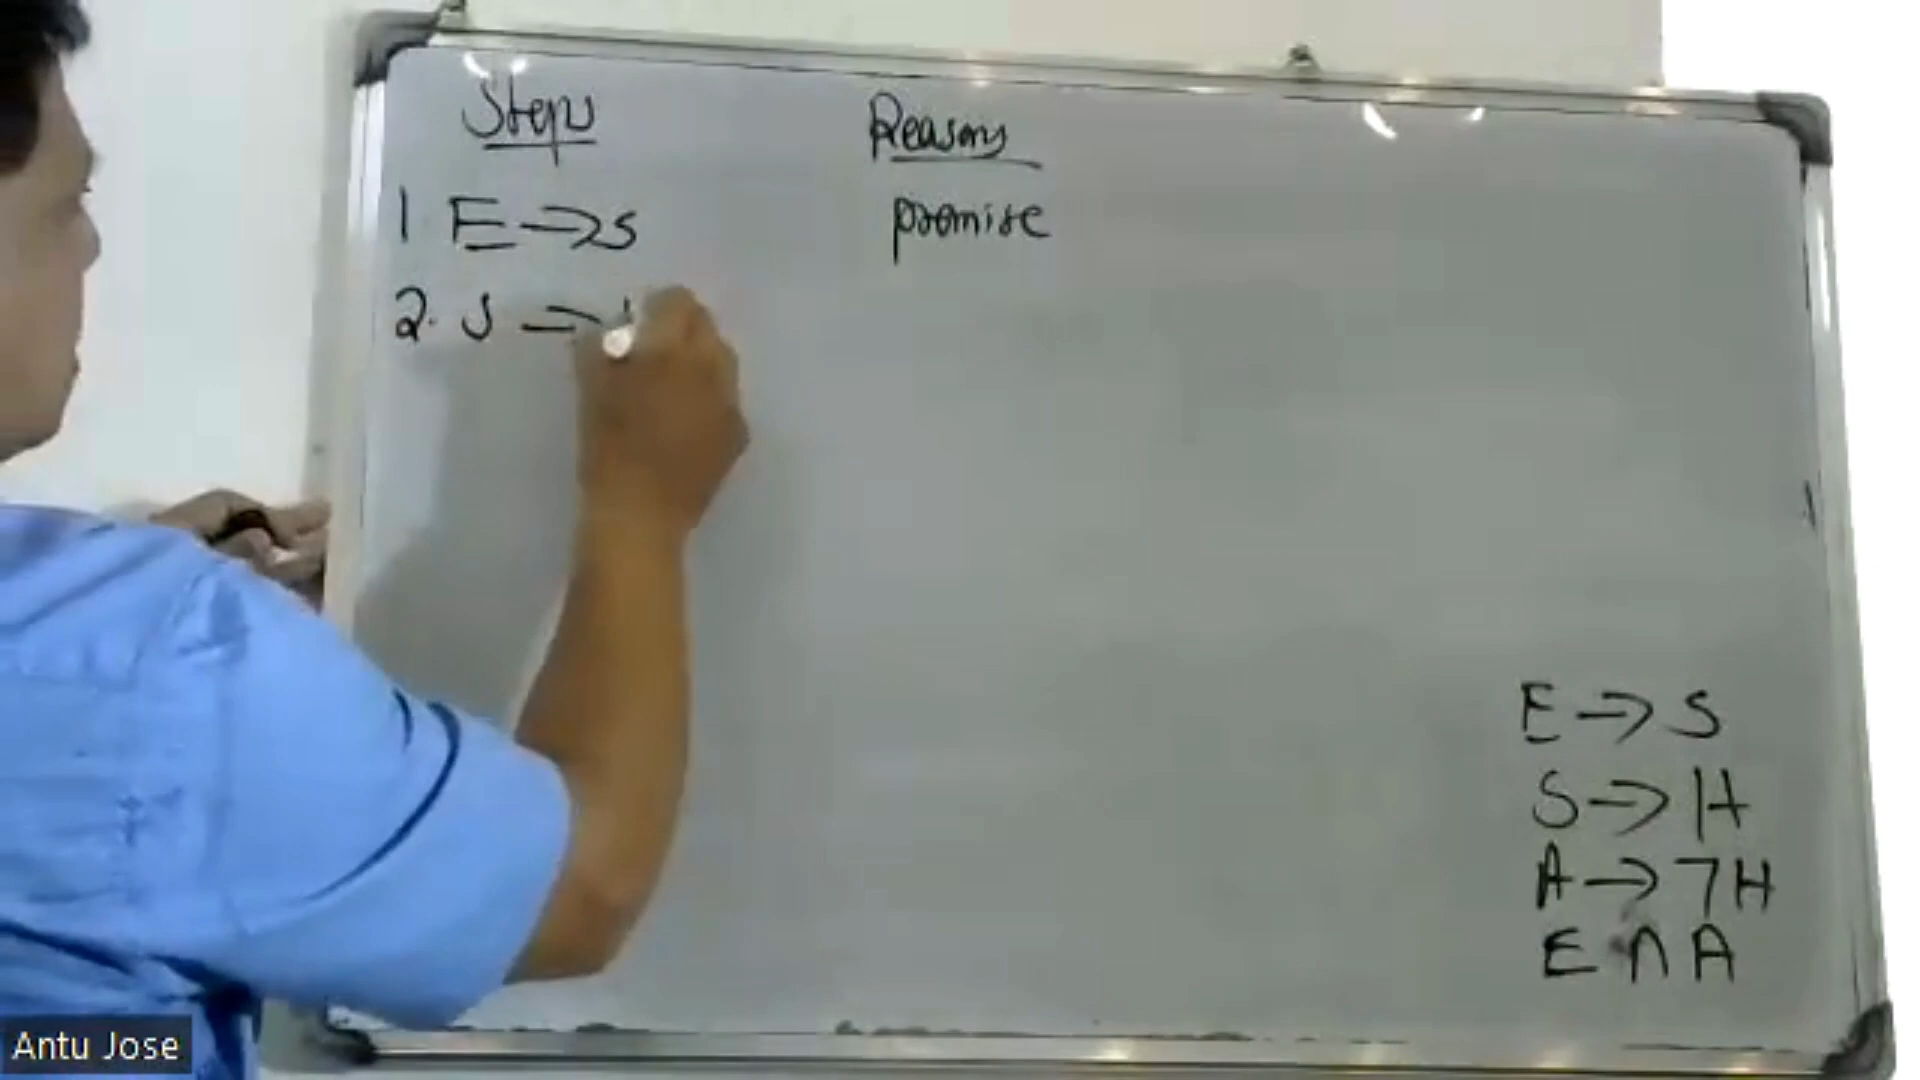 Steps Reasons
1. E → S premise
2. S →
E → S
S → H
A → ⅂H
E ∧ A
Antu Jose